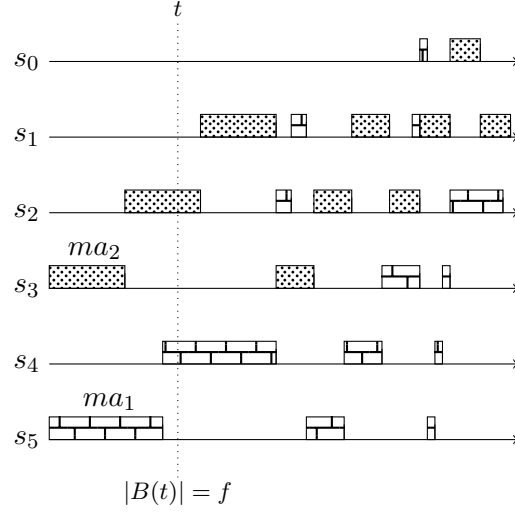 t
s₀
s₁
s₂
ma₂
s₃
s₄
ma₁
s₅
|B(t)| = f